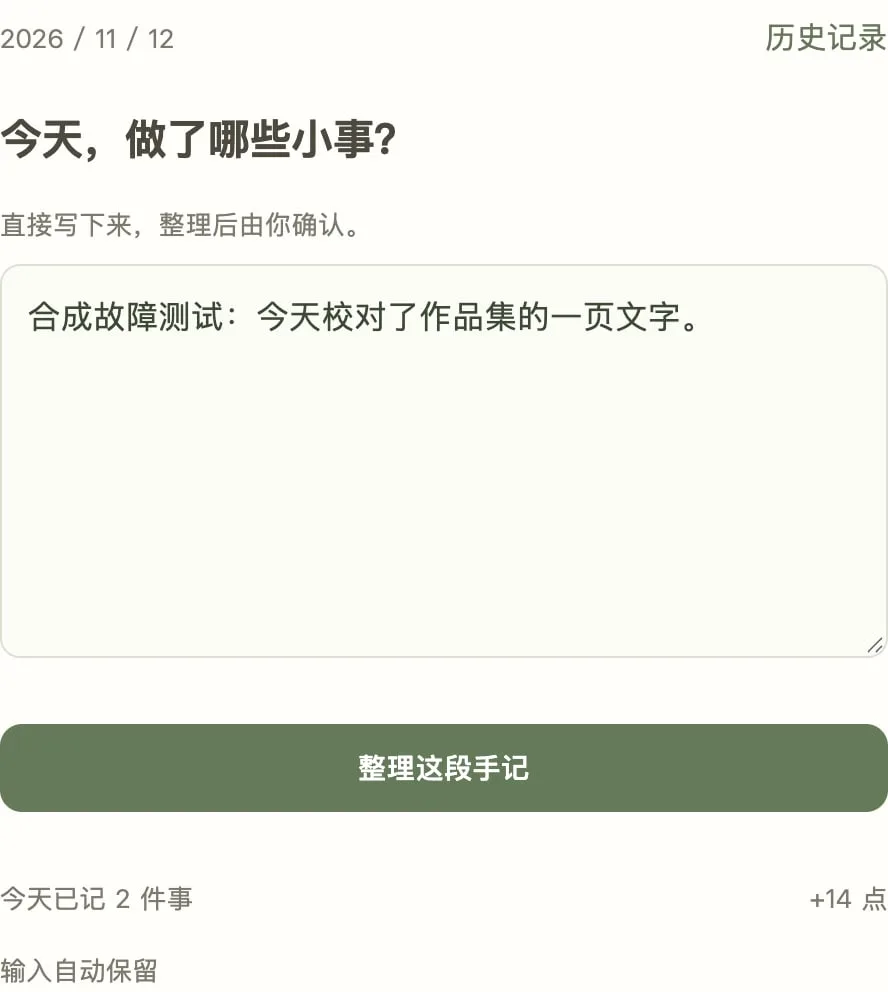 2026 / 11 / 12 历史记录
今天，做了哪些小事？
直接写下来，整理后由你确认。
合成故障测试：今天校对了作品集的一页文字。
整理这段手记
今天已记 2 件事 +14 点
输入自动保留